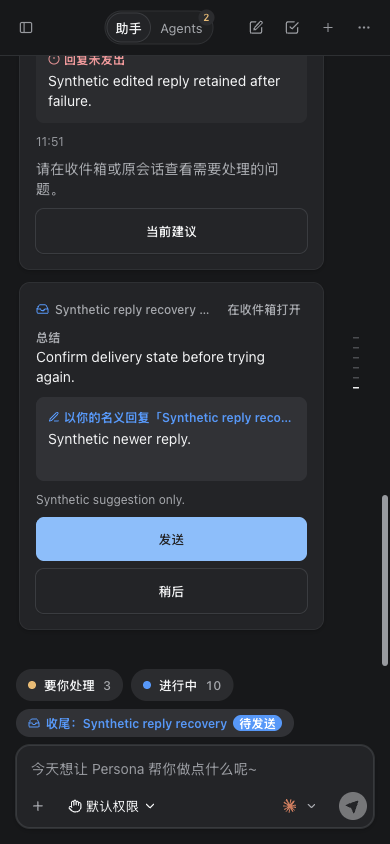 助手
Agents
2
回复未发出
Synthetic edited reply retained after
failure.
11:51
请在收件箱或原会话查看需要处理的问
题。
当前建议
Synthetic reply recovery ...
在收件箱打开
总结
Confirm delivery state before trying
again.
以你的名义回复「Synthetic reply reco...
Synthetic newer reply.
Synthetic suggestion only.
发送
稍后
要你处理 3
进行中 10
收尾：Synthetic reply recovery 待发送
今天想让 Persona 帮你做点什么呢~
默认权限